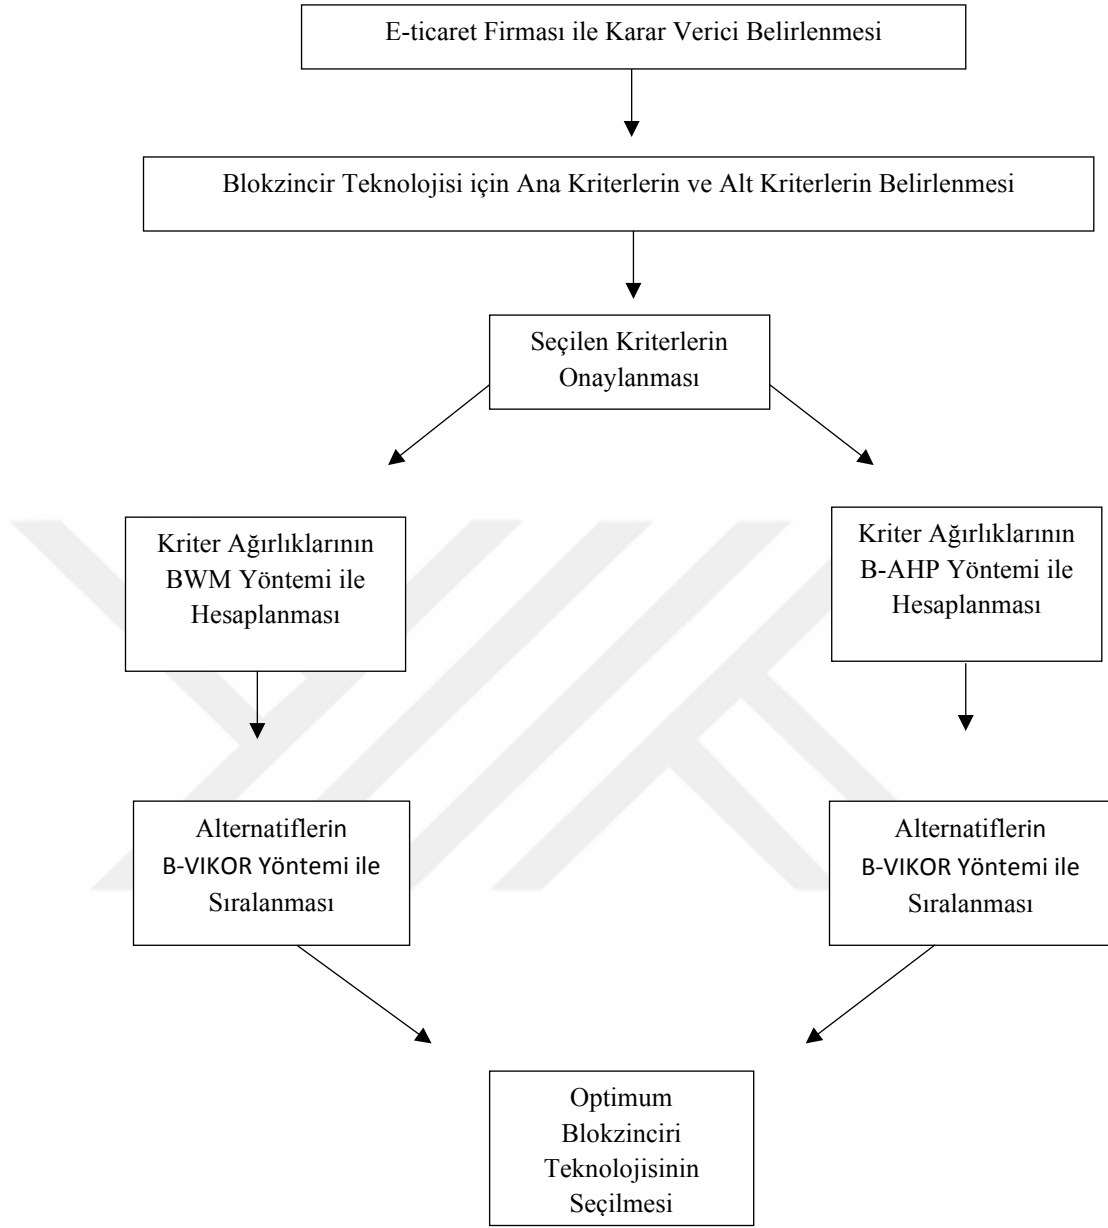 E-ticaret Firması ile Karar Verici Belirlenmesi
Blokzincir Teknolojisi için Ana Kriterlerin ve Alt Kriterlerin Belirlenmesi
Seçilen Kriterlerin
Onaylanması
Kriter Ağırlıklarının
BWM Yöntemi ile
Hesaplanması
Kriter Ağırlıklarının
B-AHP Yöntemi ile
Hesaplanması
Alternatiflerin
B-VIKOR Yöntemi ile
Sıralanması
Alternatiflerin
B-VIKOR Yöntemi ile
Sıralanması
Optimum
Blokzinciri
Teknolojisinin
Seçilmesi